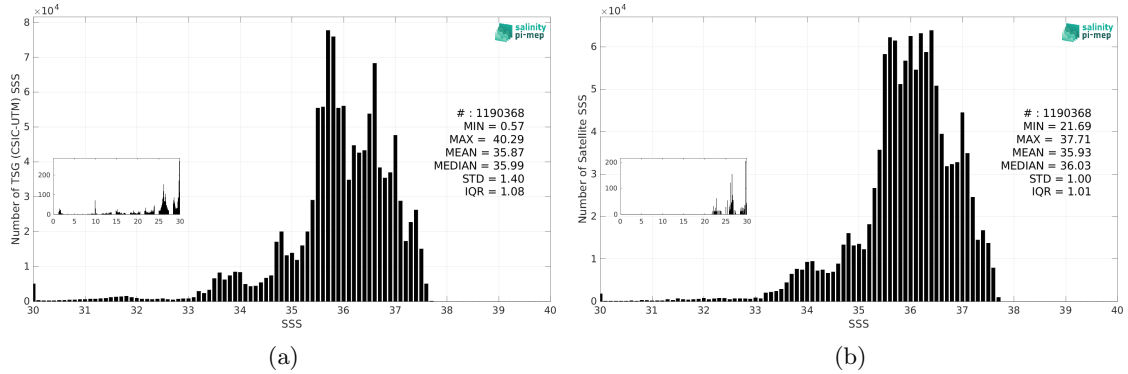 ×10⁴
8
7
6
5
4
3
2
1
0
Number of TSG (CSIC-UTM) SSS
salinity
pi-mep
# : 1190368
MIN = 0.57
MAX = 40.29
MEAN = 35.87
MEDIAN = 35.99
STD = 1.40
IQR = 1.08
200
100
0
0 5 10 15 20 25 30
30 31 32 33 34 35 36 37 38 39 40
SSS
(a)
×10⁴
6
5
4
3
2
1
0
Number of Satellite SSS
salinity
pi-mep
# : 1190368
MIN = 21.69
MAX = 37.71
MEAN = 35.93
MEDIAN = 36.03
STD = 1.00
IQR = 1.01
200
100
0
0 5 10 15 20 25 30
30 31 32 33 34 35 36 37 38 39 40
SSS
(b)